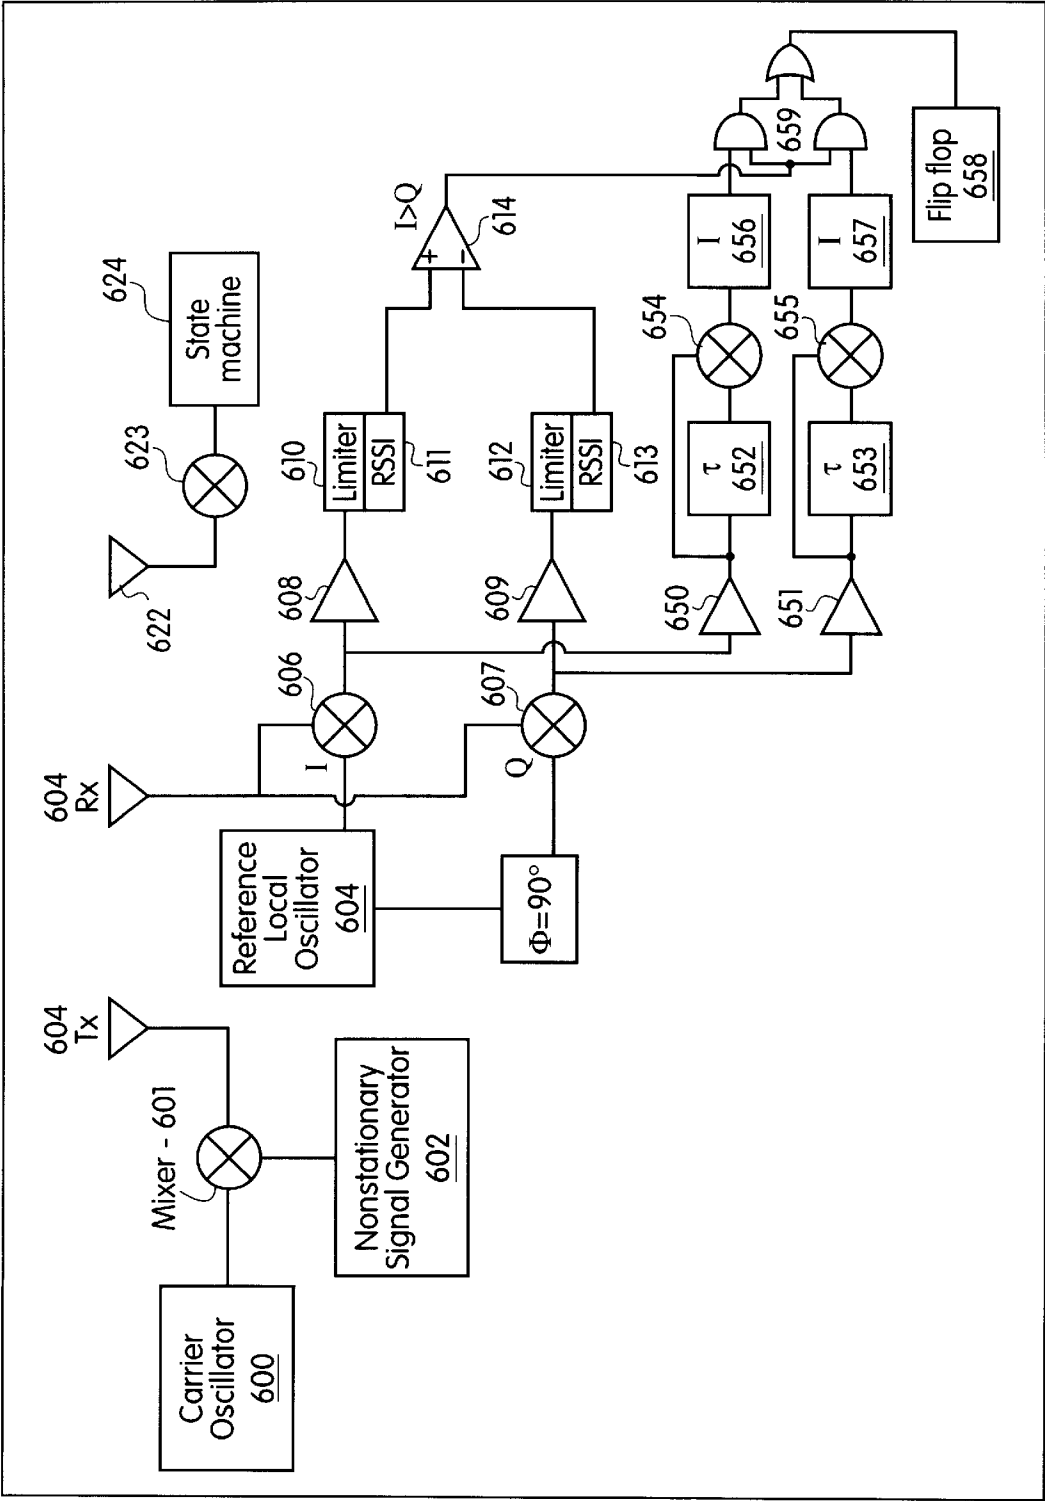 Carrier
Oscillator
600
Mixer - 601
Nonstationary
Signal Generator
602
604
Tx
604
Rx
Reference
Local
Oscillator
604
Φ=90°
I
606
Q
607
608
609
622
623
624
State
machine
610
Limiter
RSSI
611
612
Limiter
RSSI
613
I>Q
+
−
614
650
651
τ
652
τ
653
654
655
I
656
I
657
659
Flip flop
658